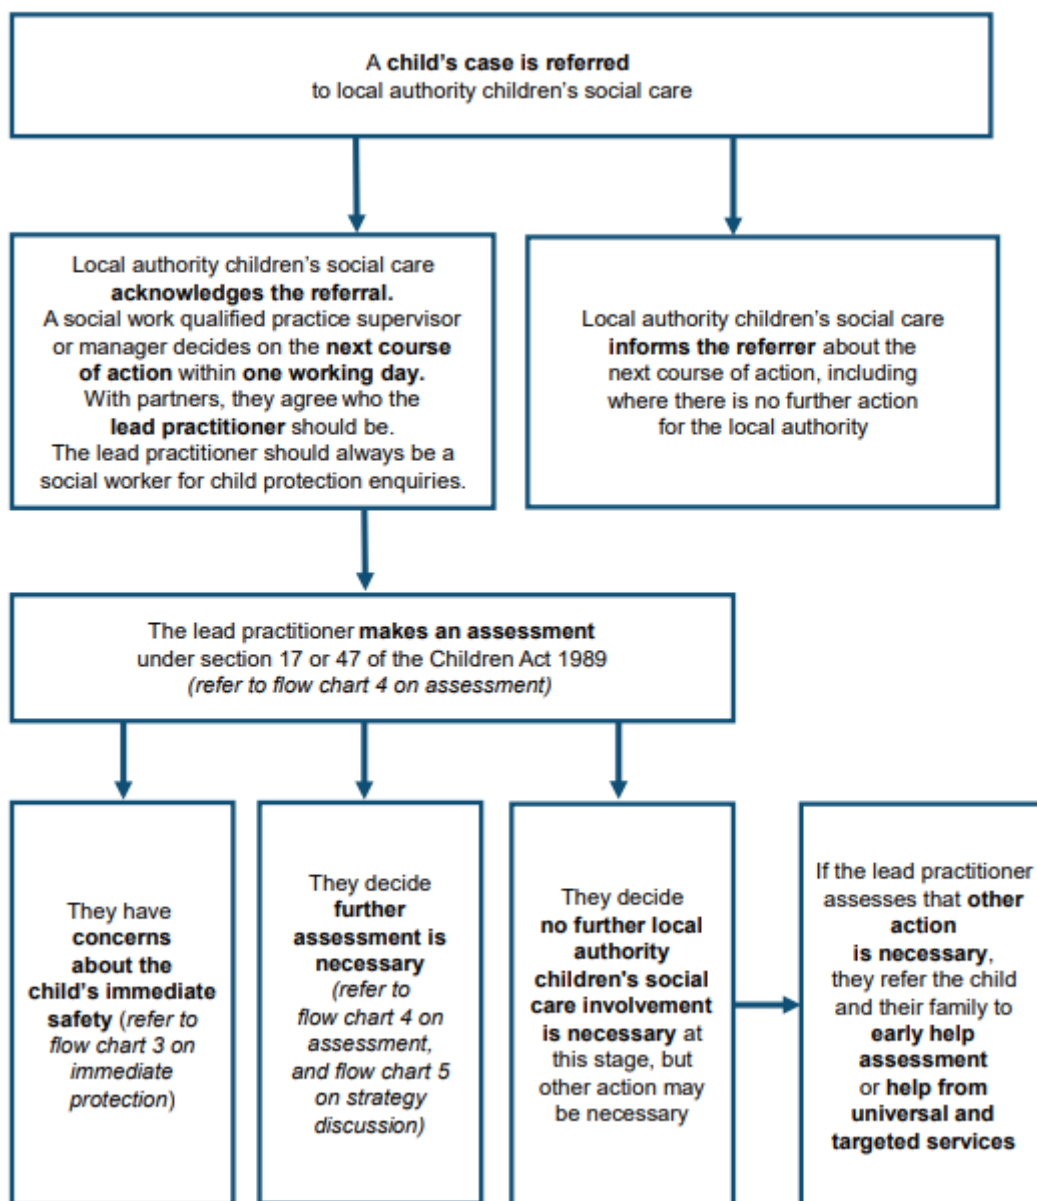 A child's case is referred
to local authority children's social care
Local authority children's social care
acknowledges the referral.
A social work qualified practice supervisor
or manager decides on the next course
of action within one working day.
With partners, they agree who the
lead practitioner should be.
The lead practitioner should always be a
social worker for child protection enquiries.
Local authority children's social care
informs the referrer about the
next course of action, including
where there is no further action
for the local authority
The lead practitioner makes an assessment
under section 17 or 47 of the Children Act 1989
(refer to flow chart 4 on assessment)
They have
concerns
about the
child's immediate
safety (refer to
flow chart 3 on
immediate
protection)
They decide
further
assessment is
necessary
(refer to
flow chart 4 on
assessment,
and flow chart 5
on strategy
discussion)
They decide
no further local
authority
children's social
care involvement
is necessary at
this stage, but
other action may
be necessary
If the lead practitioner
assesses that other
action
is necessary,
they refer the child
and their family to
early help
assessment
or help from
universal and
targeted services